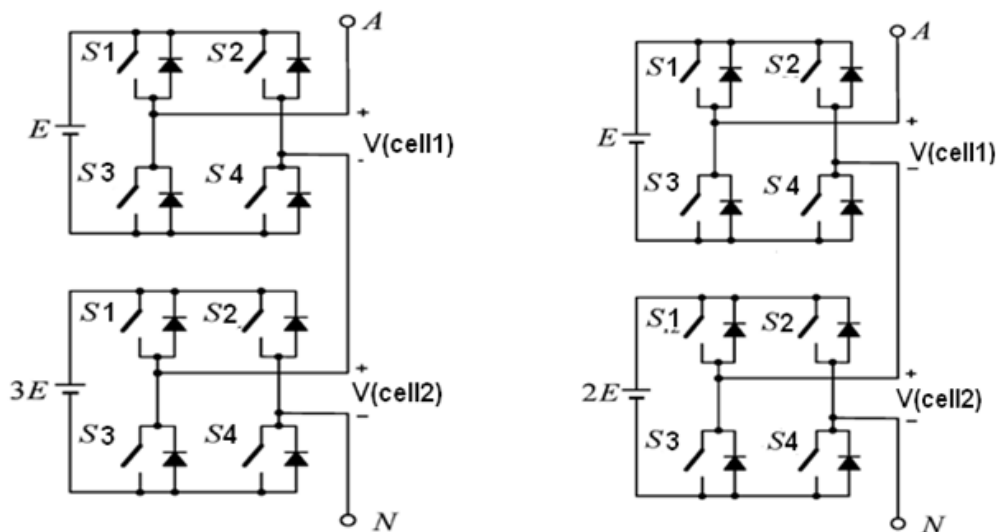 A
S1 S2
E
+
V(cell1)
-
S3 S4
S1 S2
3E
+
V(cell2)
-
S3 S4
N
A
S1 S2
E
+
V(cell1)
-
S3 S4
S1 S2
2E
+
V(cell2)
-
S3 S4
N